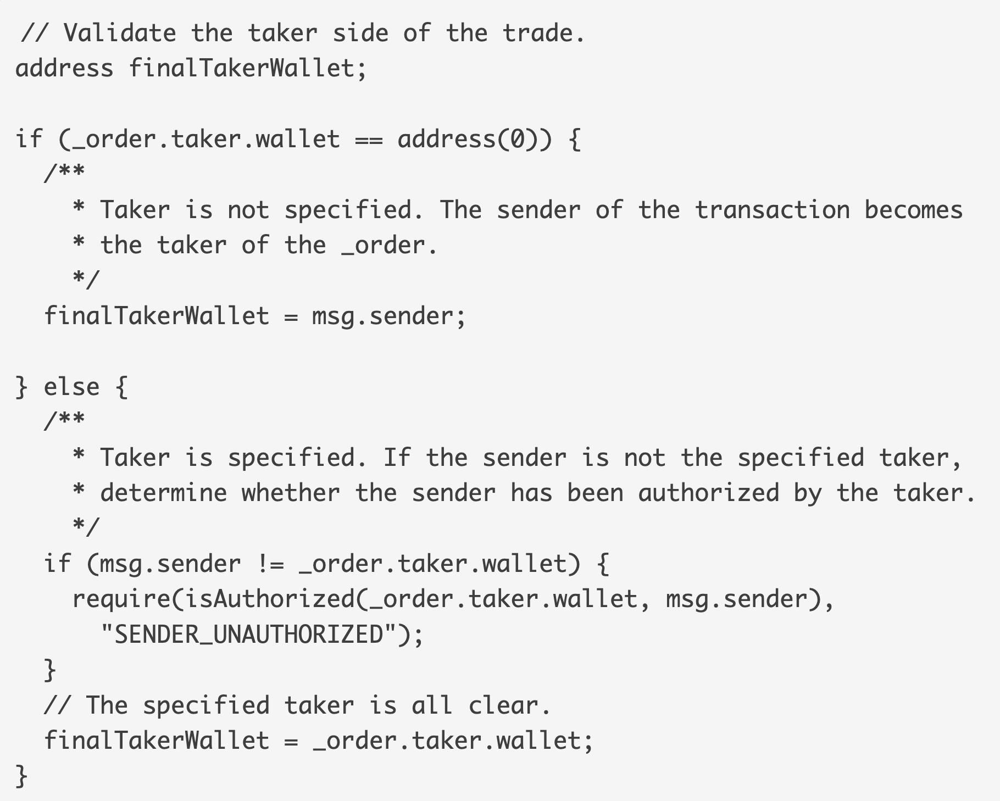 // Validate the taker side of the trade.
address finalTakerWallet;

if (_order.taker.wallet == address(0)) {
  /**
    * Taker is not specified. The sender of the transaction becomes
    * the taker of the _order.
    */
  finalTakerWallet = msg.sender;

} else {
  /**
    * Taker is specified. If the sender is not the specified taker,
    * determine whether the sender has been authorized by the taker.
    */
  if (msg.sender != _order.taker.wallet) {
    require(isAuthorized(_order.taker.wallet, msg.sender),
      "SENDER_UNAUTHORIZED");
  }
  // The specified taker is all clear.
  finalTakerWallet = _order.taker.wallet;
}